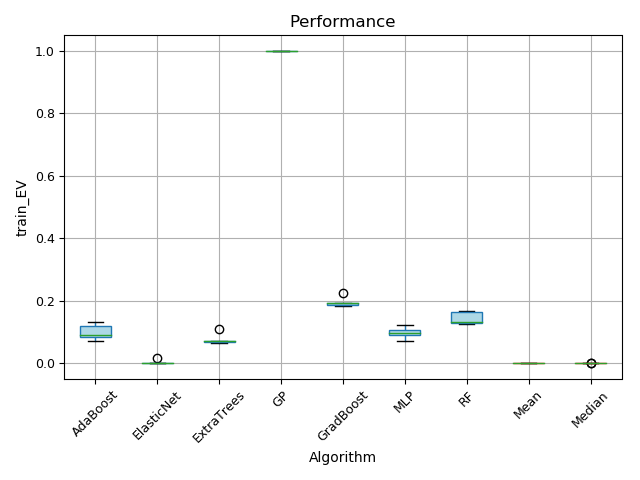 Performance
1.0
0.8
0.6
0.4
0.2
0.0
train_EV
AdaBoost
ElasticNet
ExtraTrees
GP
GradBoost
MLP
RF
Mean
Median
Algorithm